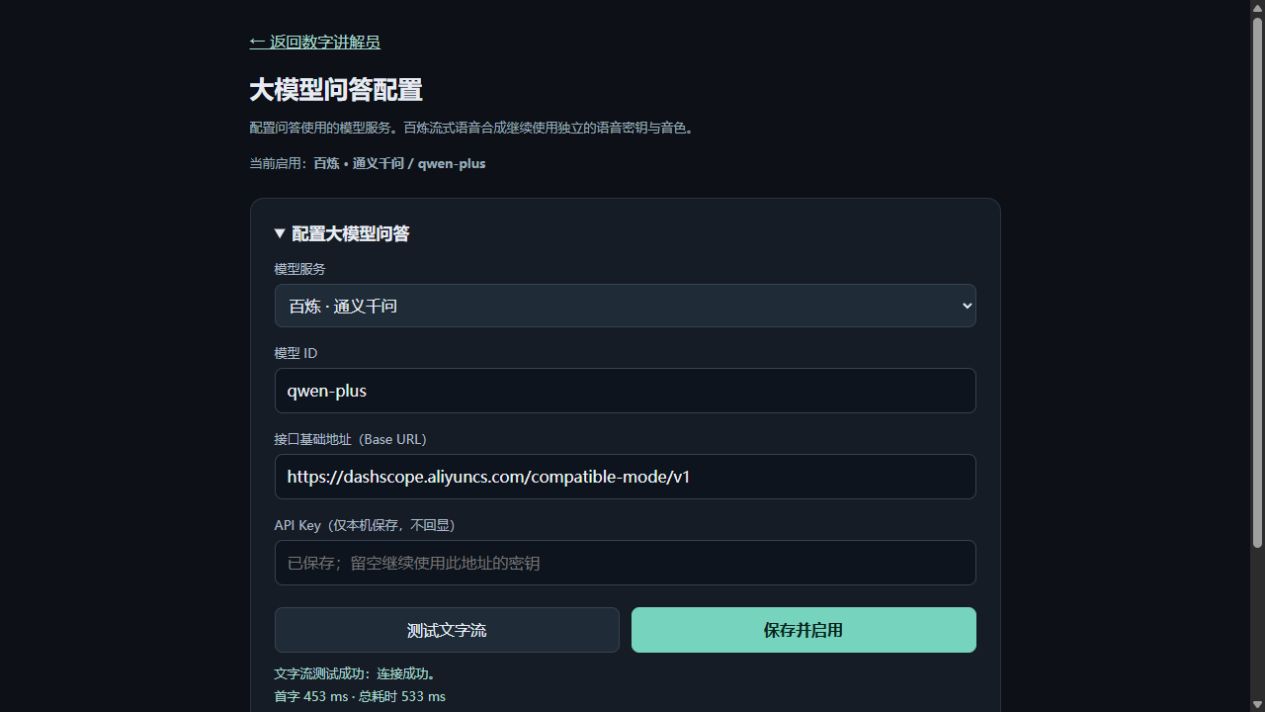 ← 返回数字讲解员
大模型问答配置
配置问答使用的模型服务。百炼流式语音合成继续使用独立的语音密钥与音色。
当前启用：百炼 · 通义千问 / qwen-plus
▼ 配置大模型问答
模型服务
百炼 · 通义千问
模型 ID
qwen-plus
接口基础地址（Base URL）
https://dashscope.aliyuncs.com/compatible-mode/v1
API Key（仅本机保存，不回显）
已保存；留空继续使用此地址的密钥
测试文字流
保存并启用
文字流测试成功：连接成功。
首字 453 ms · 总耗时 533 ms